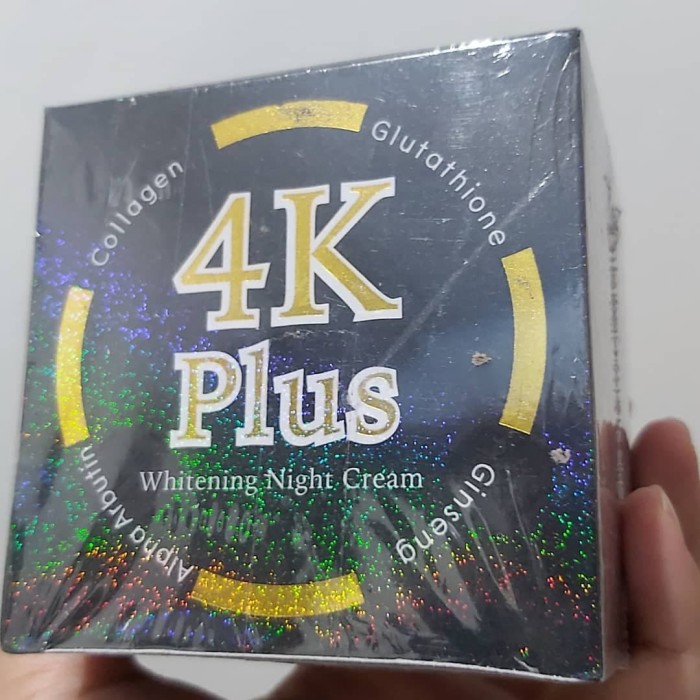 Collagen
Glutathione
4K
Plus
Whitening Night Cream
Alpha Arbutin
Ginseng